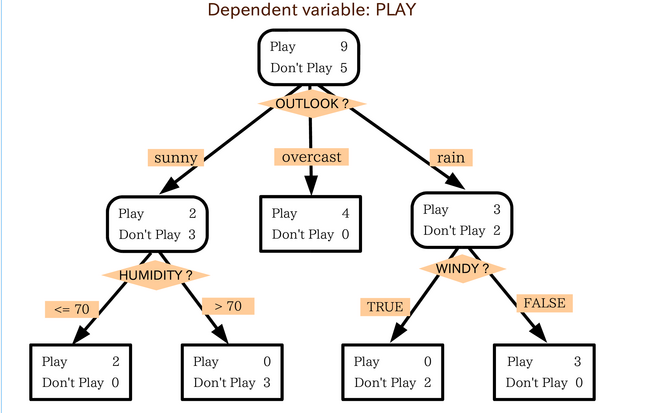 Dependent variable: PLAY
Play 9
Don't Play 5
OUTLOOK ?
sunny
overcast
rain
Play 2
Don't Play 3
Play 4
Don't Play 0
Play 3
Don't Play 2
HUMIDITY ?
WINDY ?
<= 70
> 70
TRUE
FALSE
Play 2
Don't Play 0
Play 0
Don't Play 3
Play 0
Don't Play 2
Play 3
Don't Play 0